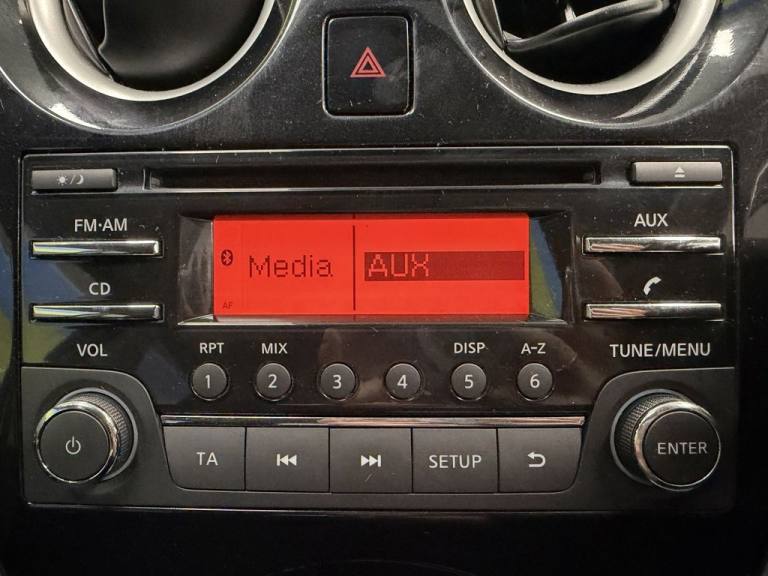 FM·AM
AUX
CD
Media AUX
AF
VOL
RPT MIX DISP A-Z
TUNE/MENU
1 2 3 4 5 6
TA SETUP
ENTER